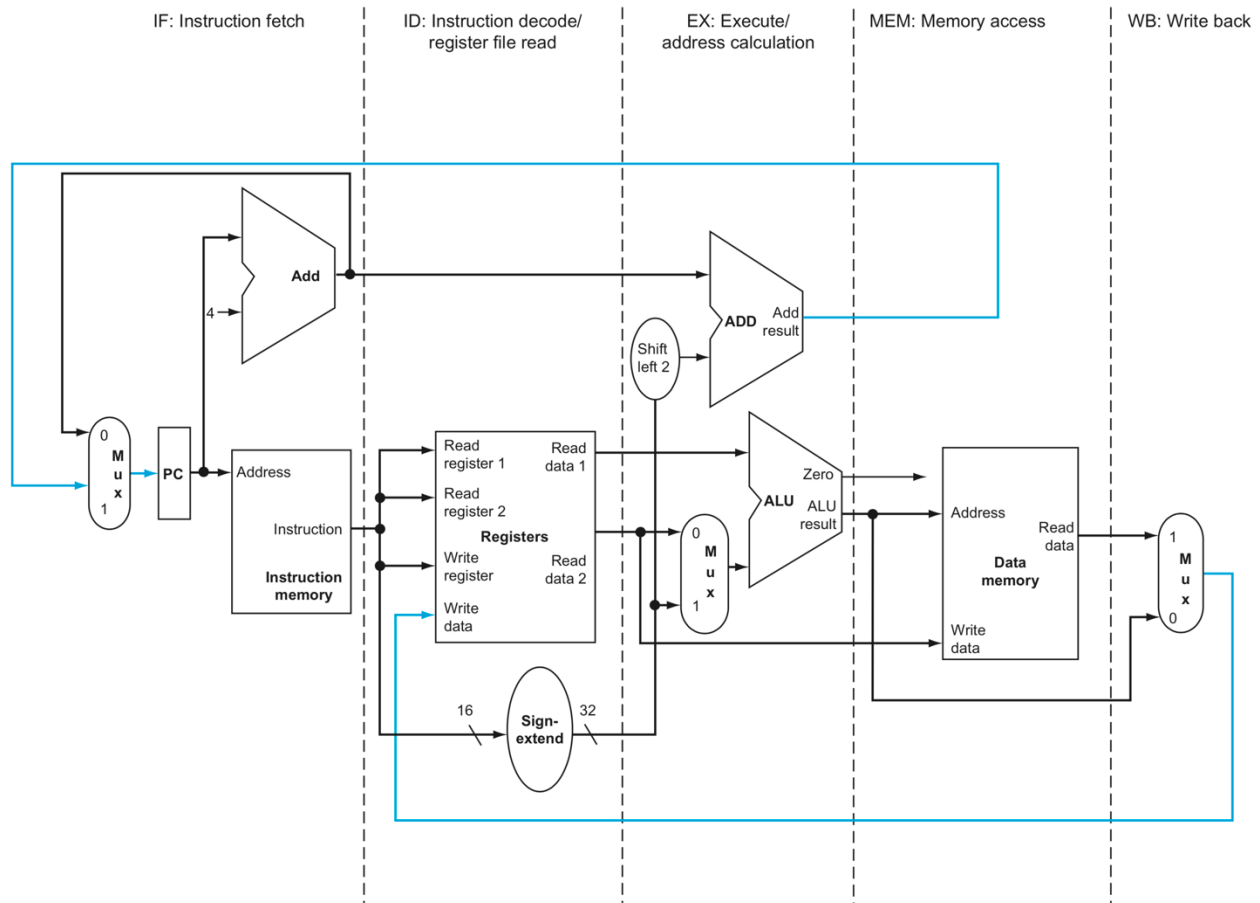 IF: Instruction fetch
ID: Instruction decode/
register file read
EX: Execute/
address calculation
MEM: Memory access
WB: Write back
Add
4
ADD
Add
result
Shift
left 2
0
M
u
x
1
PC
Address
Instruction
Instruction
memory
Read
register 1
Read
register 2
Write
register
Write
data
Registers
Read
data 1
Read
data 2
16
Sign-
extend
32
0
M
u
x
1
Zero
ALU
ALU
result
Address
Read
data
Data
memory
Write
data
1
M
u
x
0